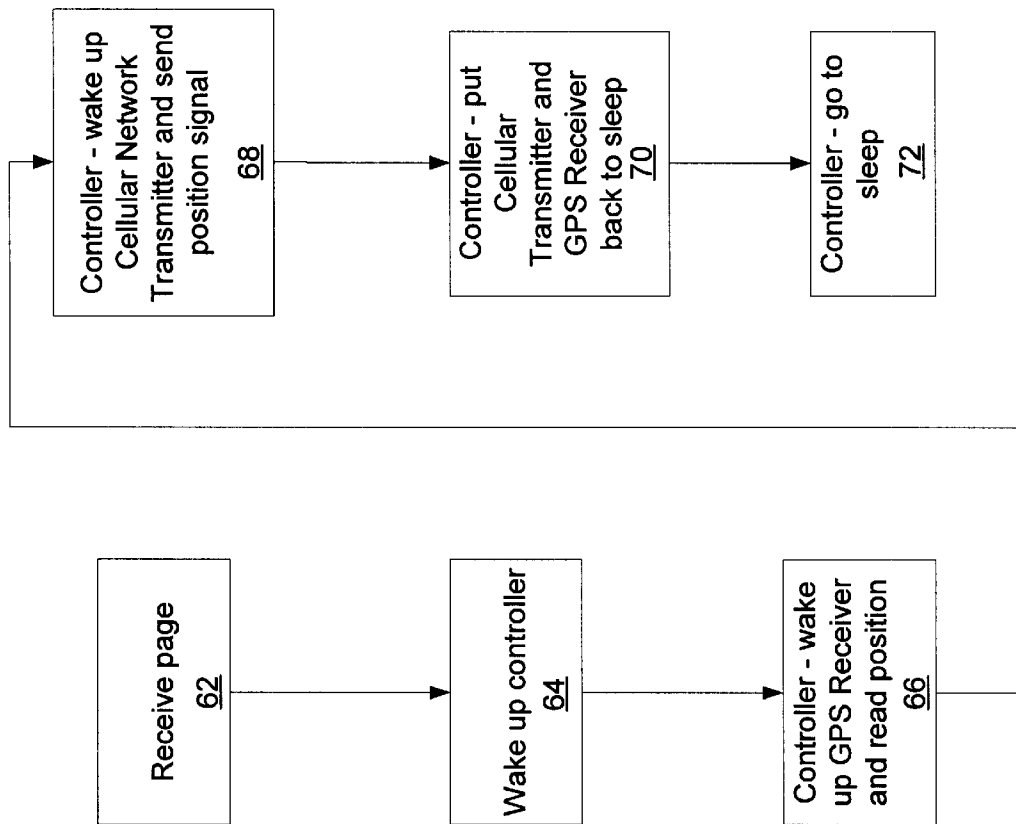 Receive page
62
Wake up controller
64
Controller - wake
up GPS Receiver
and read position
66
Controller - wake up
Cellular Network
Transmitter and send
position signal
68
Controller - put
Cellular
Transmitter and
GPS Receiver
back to sleep
70
Controller - go to
sleep
72